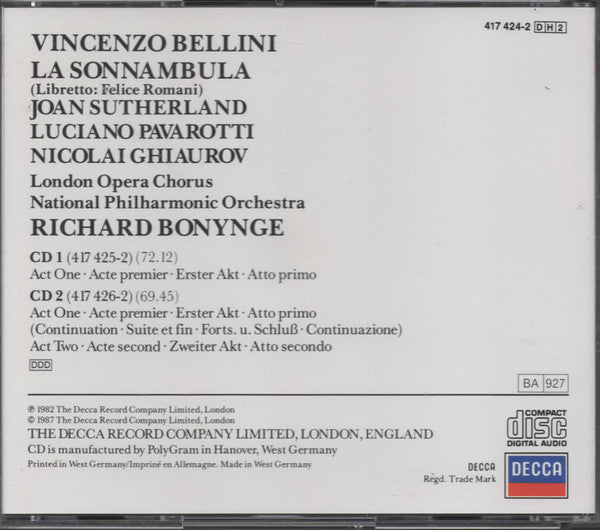 417 424-2 DH2
VINCENZO BELLINI
LA SONNAMBULA
(Libretto: Felice Romani)
JOAN SUTHERLAND
LUCIANO PAVAROTTI
NICOLAI GHIAUROV
London Opera Chorus
National Philharmonic Orchestra
RICHARD BONYNGE
CD 1 (417 425-2) (72.12)
Act One · Acte premier · Erster Akt · Atto primo
CD 2 (417 426-2) (69.45)
Act One · Acte premier · Erster Akt · Atto primo
(Continuation · Suite et fin · Forts. u. Schluß · Continuazione)
Act Two · Acte second · Zweiter Akt · Atto secondo
DDD
BA 927
℗ 1982 The Decca Record Company Limited, London
© 1987 The Decca Record Company Limited, London
THE DECCA RECORD COMPANY LIMITED, LONDON, ENGLAND
CD is manufactured by PolyGram in Hanover, West Germany
Printed in West Germany/Imprimé en Allemagne. Made in West Germany
COMPACT
disc
DIGITAL AUDIO
DECCA
Regd. Trade Mark
DECCA